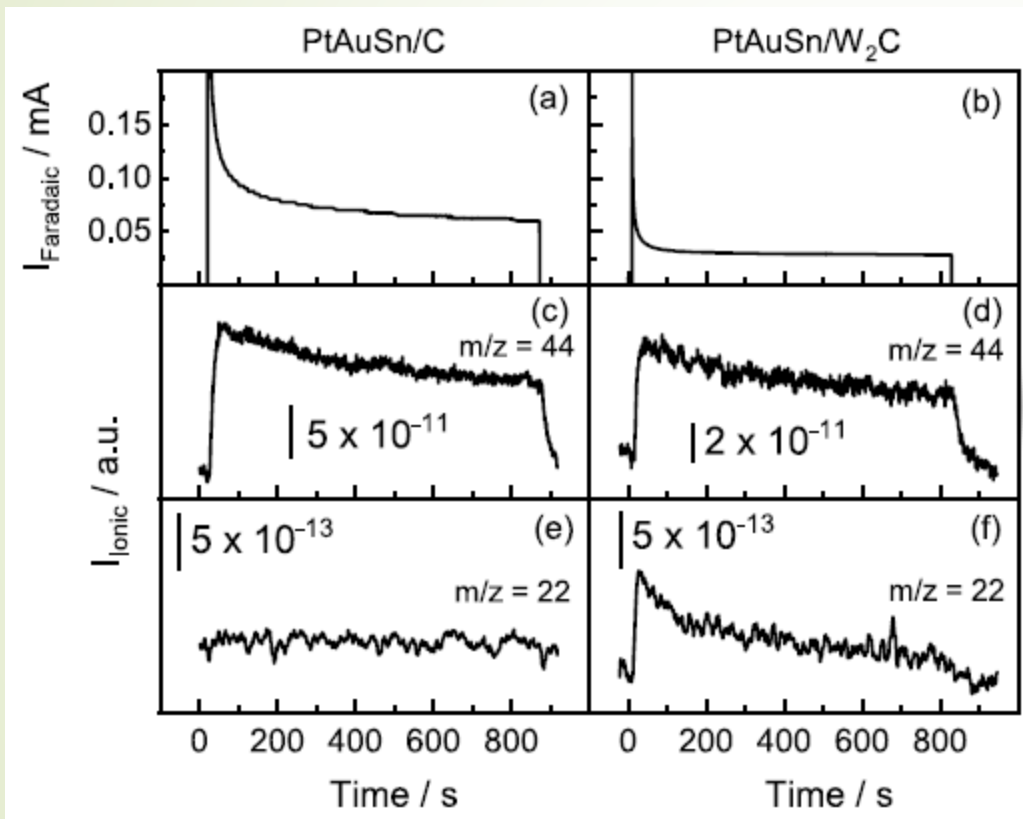 PtAuSn/C
PtAuSn/W₂C
I_Faradaic / mA
0.15
0.10
0.05
(a)
(b)
I_Ionic / a.u.
(c)
m/z = 44
5 x 10⁻¹¹
(d)
m/z = 44
2 x 10⁻¹¹
5 x 10⁻¹³
(e)
m/z = 22
5 x 10⁻¹³
(f)
m/z = 22
0 200 400 600 800
0 200 400 600 800
Time / s
Time / s